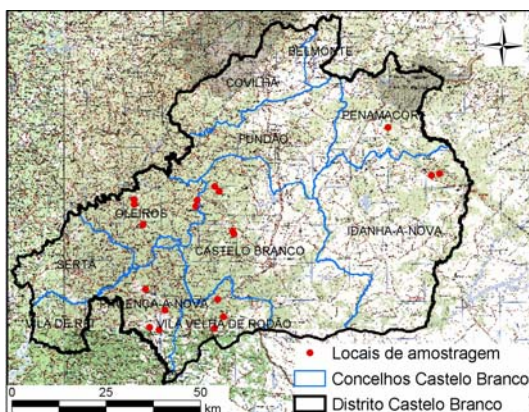 N
BELMONTE
COVILHÃ
PENAMACOR
FUNDÃO
OLEIROS
IDANHA-A-NOVA
CASTELO BRANCO
SERTÃ
PROENÇA-A-NOVA
VILA DE REI
VILA VELHA DE RODÃO
Locais de amostragem
Concelhos Castelo Branco
Distrito Castelo Branco
0 25 50
km